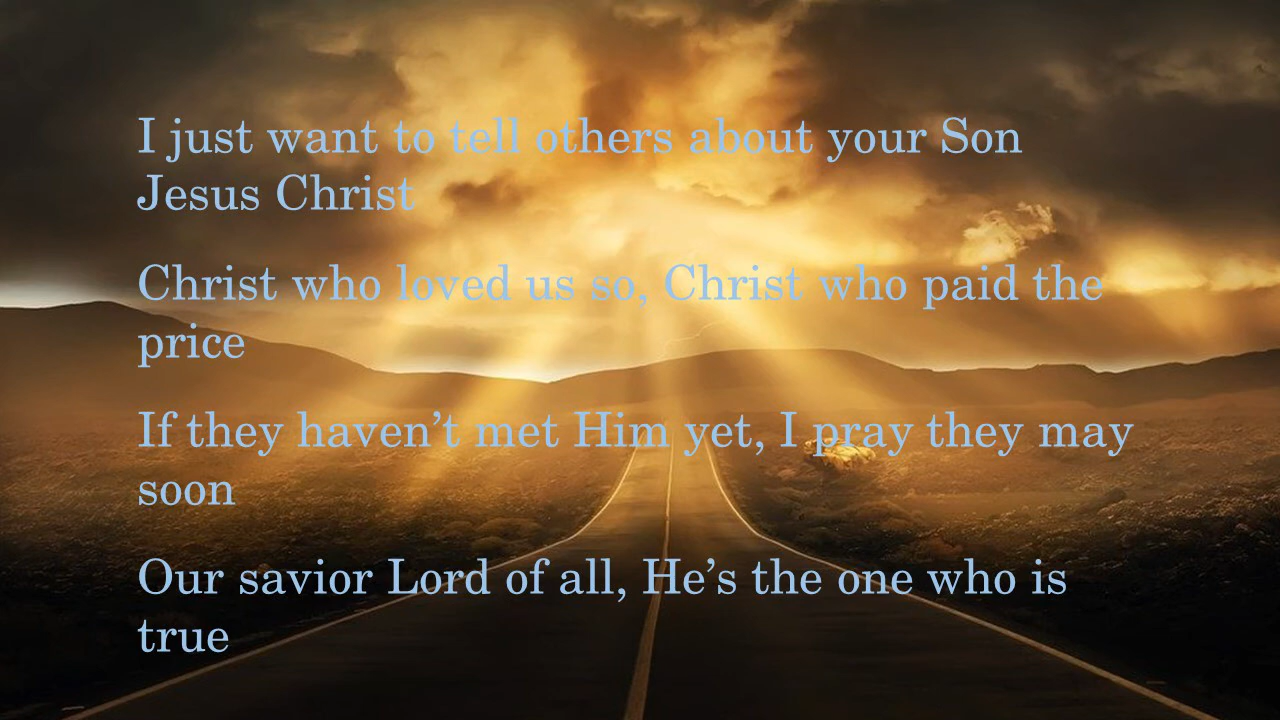 I just want to tell others about your Son
Jesus Christ
Christ who loved us so, Christ who paid the
price
If they haven’t met Him yet, I pray they may
soon
Our savior Lord of all, He’s the one who is
true